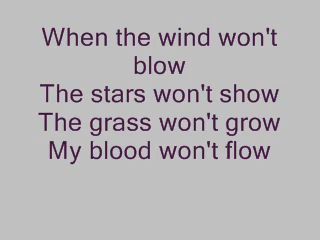 When the wind won't
blow
The stars won't show
The grass won't grow
My blood won't flow